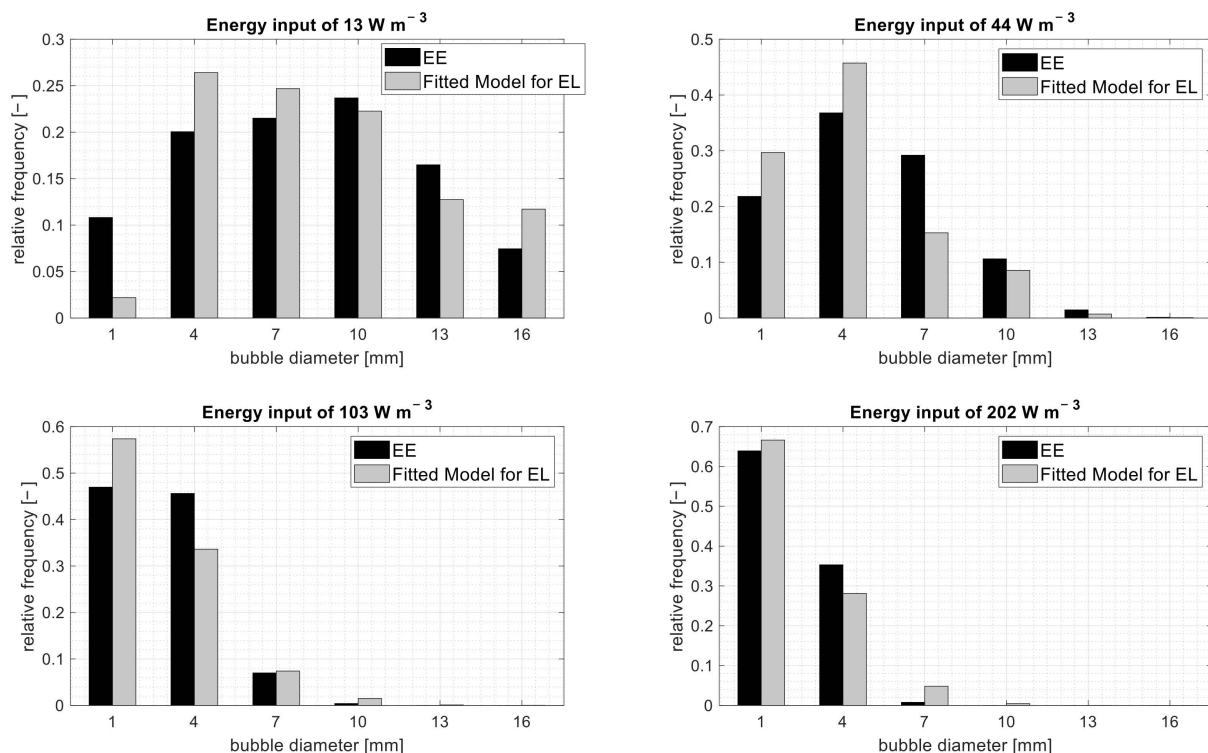 Energy input of 13 W m⁻³
EE
Fitted Model for EL
relative frequency [-]
0.3
0.25
0.2
0.15
0.1
0.05
0
1 4 7 10 13 16
bubble diameter [mm]
Energy input of 44 W m⁻³
EE
Fitted Model for EL
relative frequency [-]
0.5
0.4
0.3
0.2
0.1
0
1 4 7 10 13 16
bubble diameter [mm]
Energy input of 103 W m⁻³
EE
Fitted Model for EL
relative frequency [-]
0.6
0.5
0.4
0.3
0.2
0.1
0
1 4 7 10 13 16
bubble diameter [mm]
Energy input of 202 W m⁻³
EE
Fitted Model for EL
relative frequency [-]
0.7
0.6
0.5
0.4
0.3
0.2
0.1
0
1 4 7 10 13 16
bubble diameter [mm]